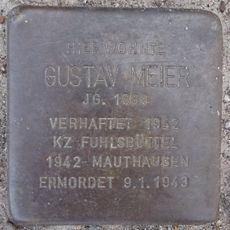 HIER WOHNTE
GUSTAV MEIER
JG.
VERHAFTET 1942
KZ FUHLSBÜTTEL
1942 MAUTHAUSEN
ERMORDET 9.1.1943